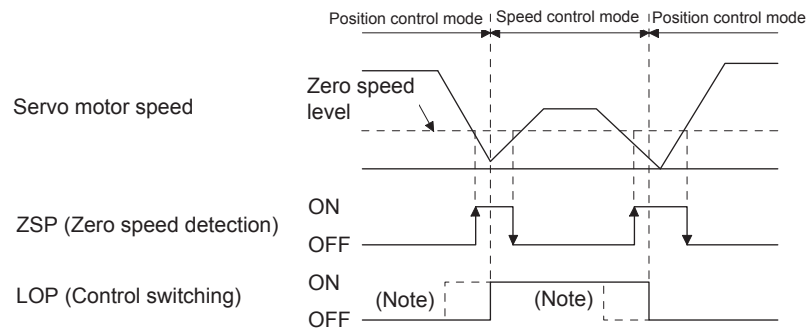 Position control mode Speed control mode Position control mode
Zero speed
level
Servo motor speed
ON
ZSP (Zero speed detection)
OFF
ON
LOP (Control switching)
(Note) (Note)
OFF